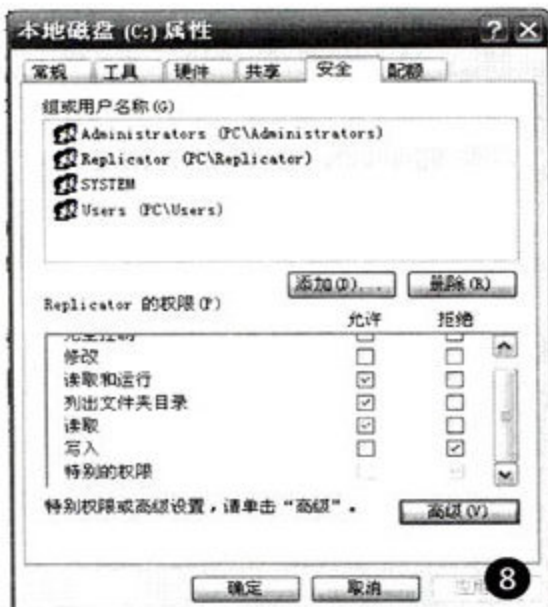 本地磁盘 (C:) 属性
常规 工具 硬件 共享 安全 配额
组或用户名称(G)
Administrators (PC\Administrators)
Replicator (PC\Replicator)
SYSTEM
Users (PC\Users)
添加(D)... 删除(R)
Replicator 的权限(P)
允许 拒绝
完全控制
修改
读取和运行
列出文件夹目录
读取
写入
特别的权限
特别权限或高级设置，请单击“高级”。
高级(V)
确定 取消
8